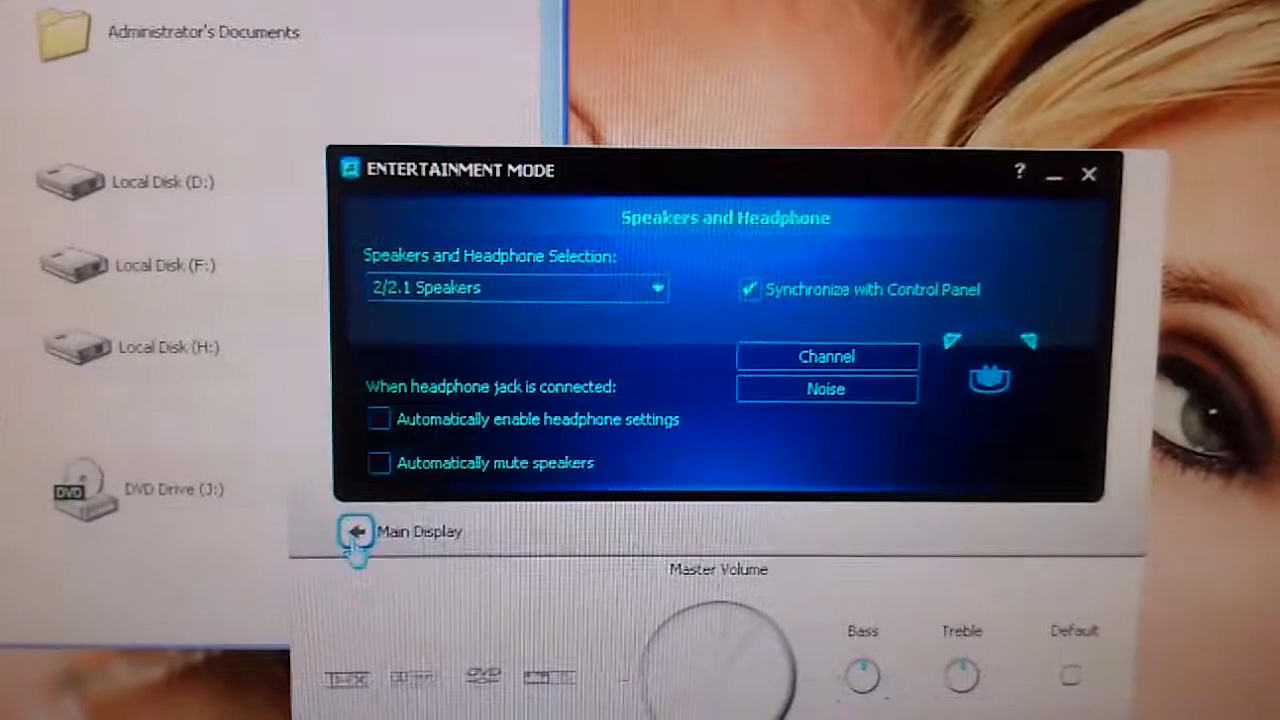 Administrator's Documents
Local Disk (D:)
Local Disk (F:)
Local Disk (H:)
DVD
DVD Drive (J:)
ENTERTAINMENT MODE
?
Speakers and Headphone
Speakers and Headphone Selection:
2/2.1 Speakers
Synchronize with Control Panel
Channel
Noise
When headphone jack is connected:
Automatically enable headphone settings
Automatically mute speakers
Main Display
Master Volume
Bass
Treble
Default
THX
DVD